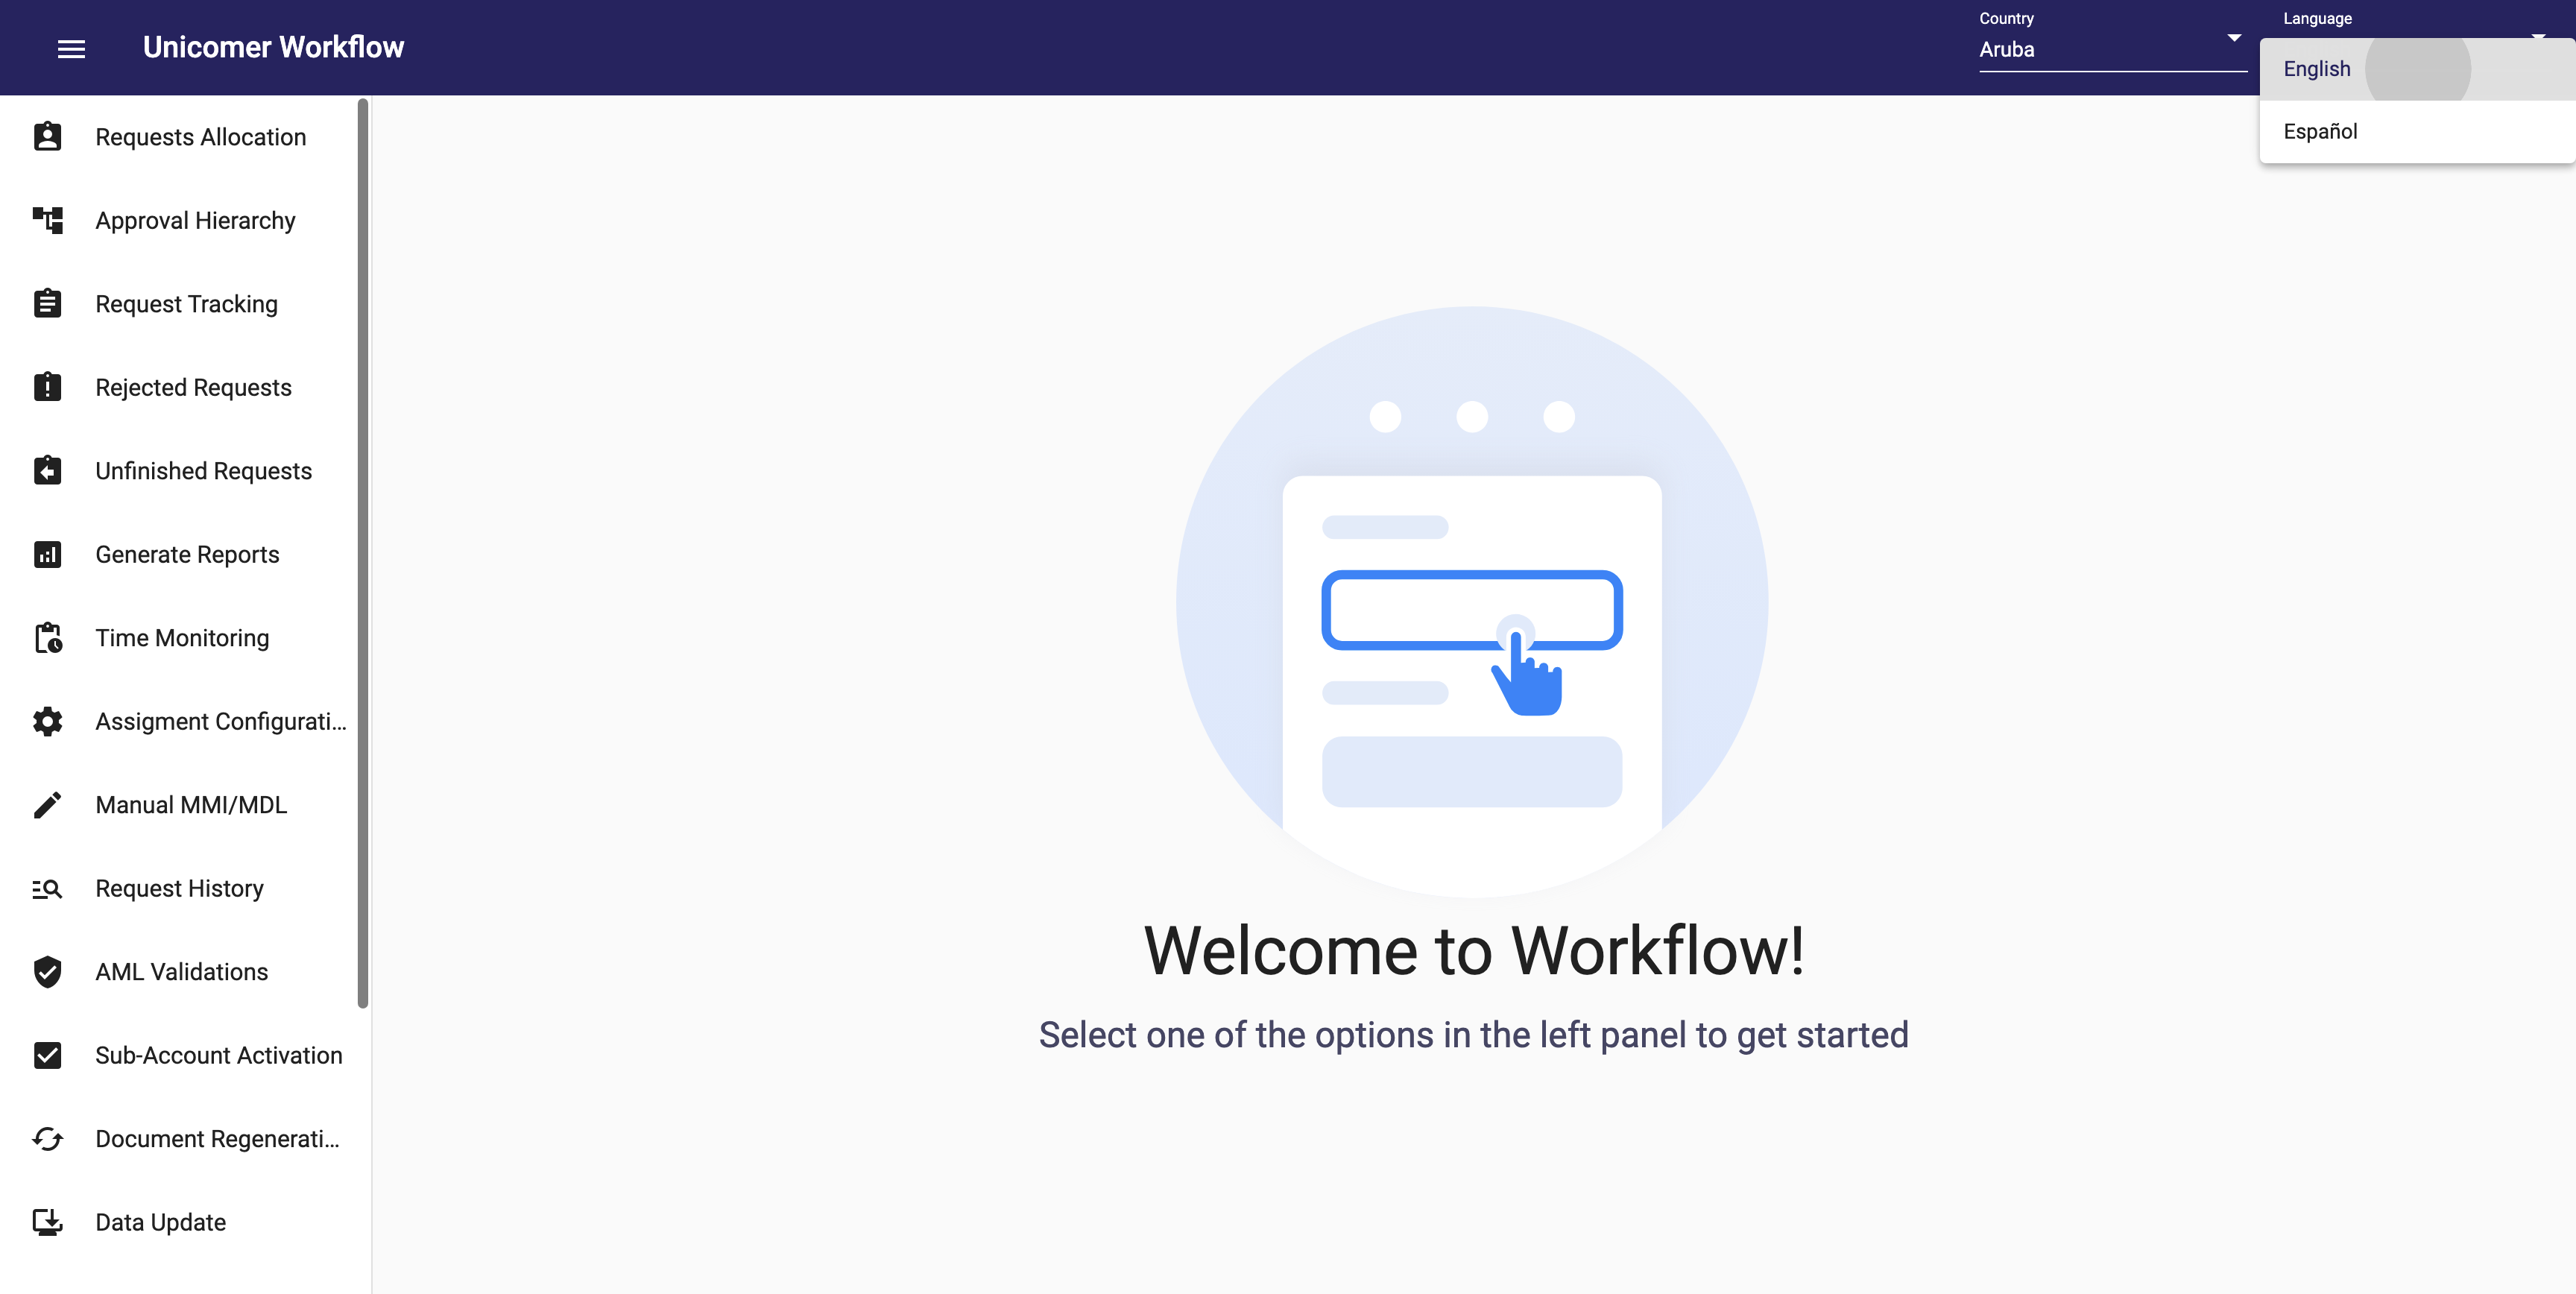 Unicomer Workflow
Country
Aruba
Language
English
Español
Requests Allocation
Approval Hierarchy
Request Tracking
Rejected Requests
Unfinished Requests
Generate Reports
Time Monitoring
Assigment Configurati...
Manual MMI/MDL
Request History
AML Validations
Sub-Account Activation
Document Regenerati...
Data Update
Welcome to Workflow!
Select one of the options in the left panel to get started